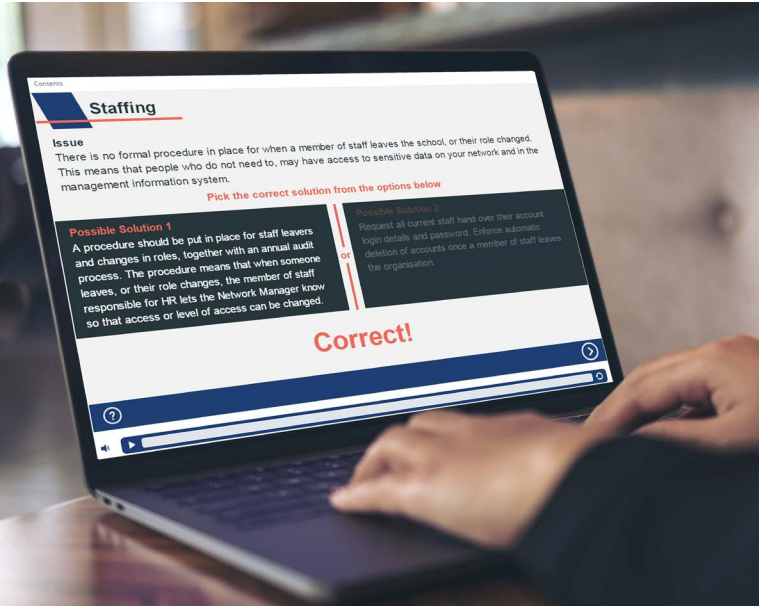 Contents
Staffing
Issue
There is no formal procedure in place for when a member of staff leaves the school, or their role changed.
This means that people who do not need to, may have access to sensitive data on your network and in the
management information system.
Pick the correct solution from the options below
Possible Solution 1
A procedure should be put in place for staff leavers
and changes in roles, together with an annual audit
process. The procedure means that when someone
leaves, or their role changes, the member of staff
responsible for HR lets the Network Manager know
so that access or level of access can be changed.
or
Possible Solution 2
Request all current staff hand over their account
login details and password. Enforce automatic
deletion of accounts once a member of staff leaves
the organisation.
Correct!
?